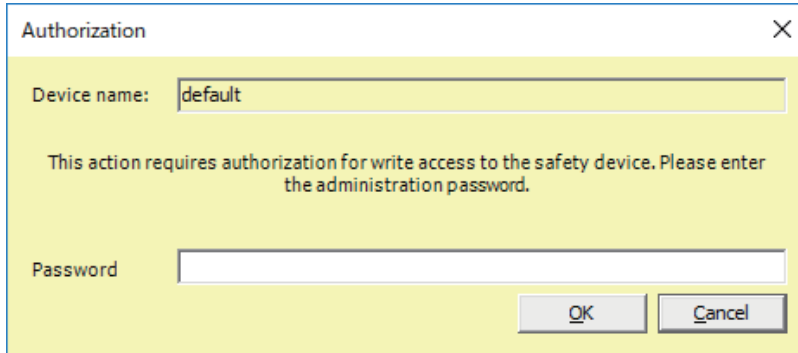 Authorization
Device name: default
This action requires authorization for write access to the safety device. Please enter
the administration password.
Password
OK Cancel